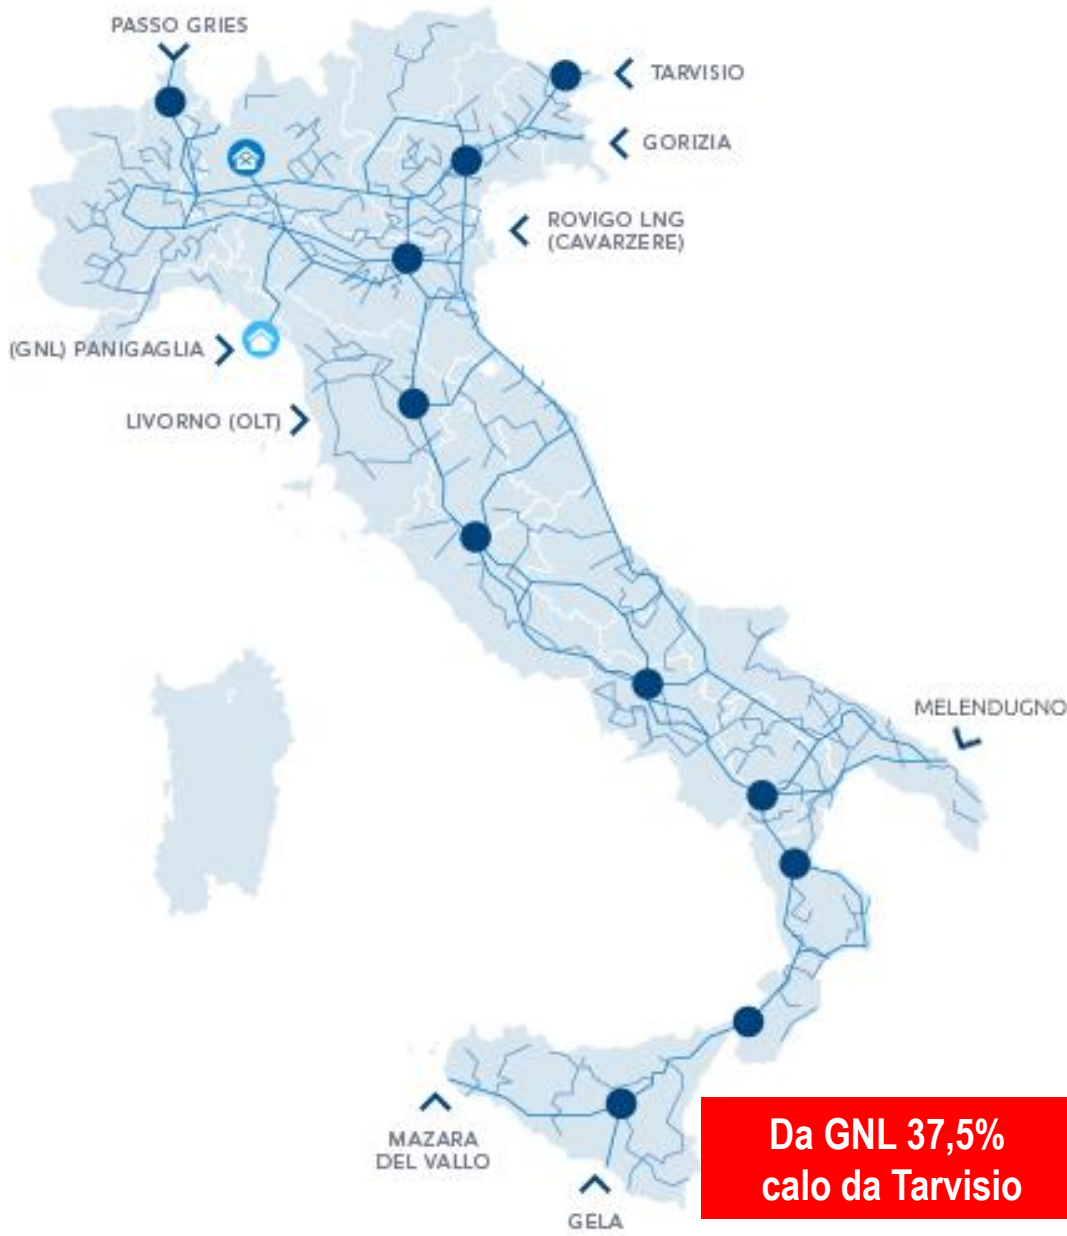 PASSO GRIES
TARVISIO
GORIZIA
ROVIGO LNG
(CAVARZERE)
(GNL) PANIGAGLIA
LIVORNO (OLT)
MELENDUGNO
MAZARA
DEL VALLO
GELA
Da GNL 37,5%
calo da Tarvisio